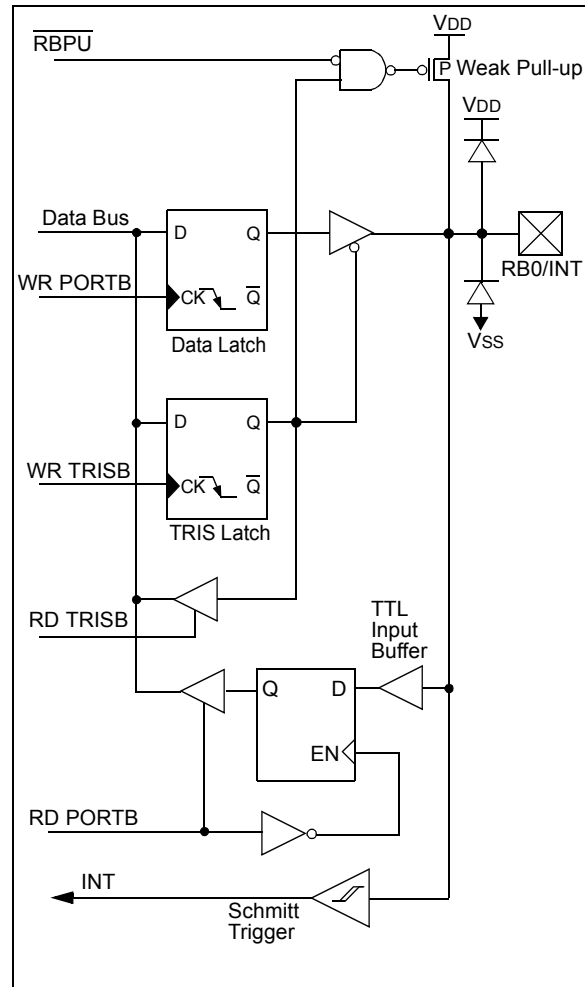 VDD
RBPU
P Weak Pull-up
VDD
Data Bus
D Q
RB0/INT
WR PORTB
CK Q
VSS
Data Latch
D Q
WR TRISB
CK Q
TRIS Latch
TTL
Input
Buffer
RD TRISB
Q D
EN
RD PORTB
INT
Schmitt
Trigger